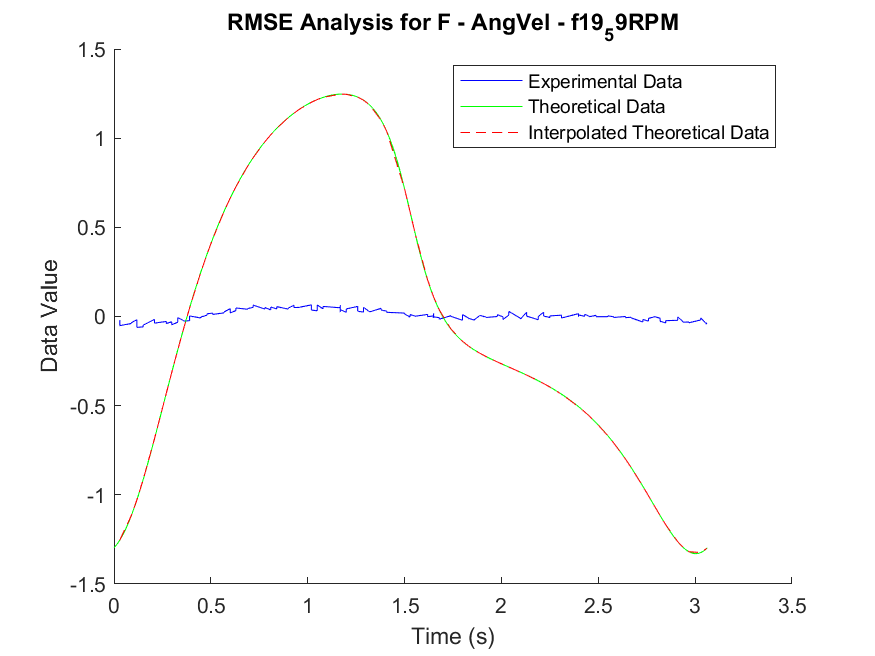 RMSE Analysis for F - AngVel - f19₅9RPM
Experimental Data
Theoretical Data
Interpolated Theoretical Data
1.5
1
0.5
0
-0.5
-1
-1.5
Data Value
0 0.5 1 1.5 2 2.5 3 3.5
Time (s)